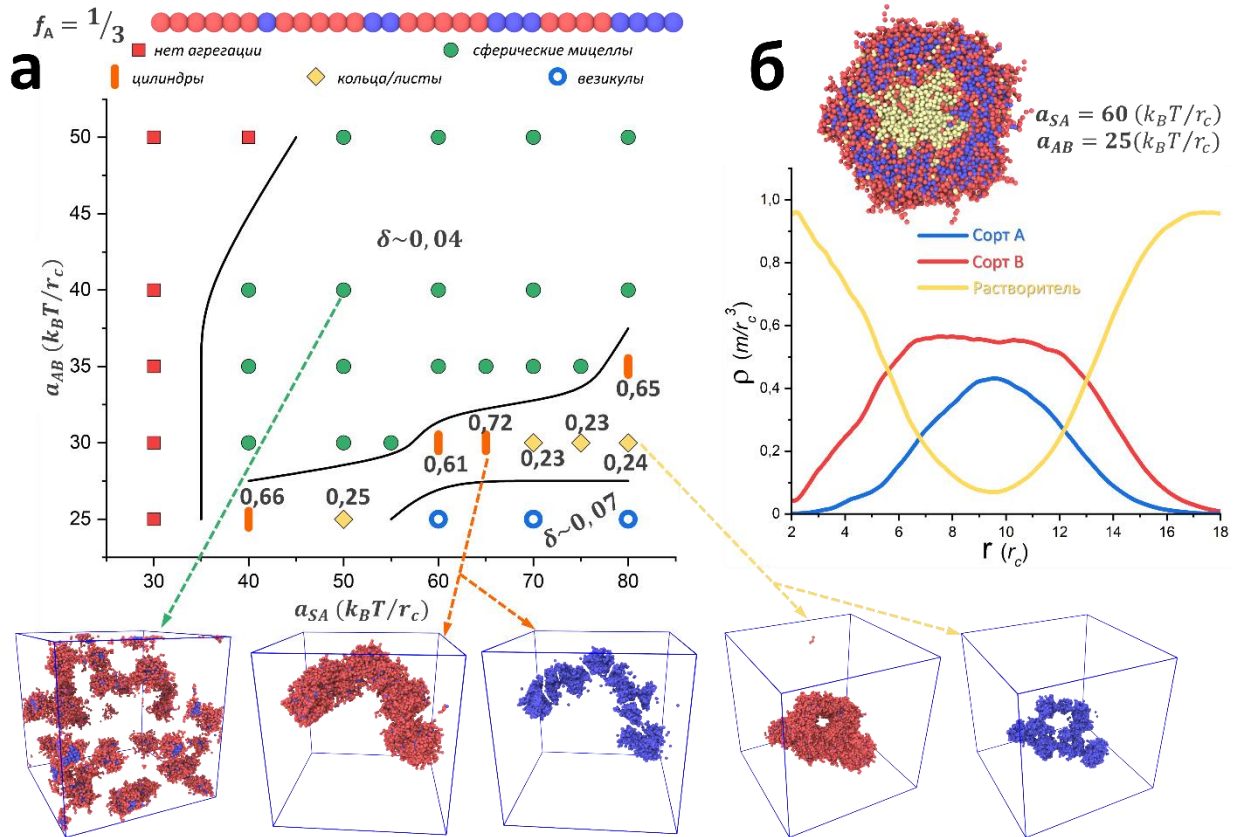 f_A = 1/3
а
нет агрегации
сферические мицеллы
цилиндры
кольца/листы
везикулы
a_AB (k_BT/r_c)
50
45
40
35
30
25
δ~0,04
0,65
0,72
0,23
0,61
0,23
0,24
0,66
0,25
δ~0,07
30
40
50
60
70
80
a_SA (k_BT/r_c)
б
a_SA = 60 (k_BT/r_c)
a_AB = 25(k_BT/r_c)
ρ (m/r_c^3)
1,0
0,8
0,6
0,4
0,2
0,0
Сорт А
Сорт В
Растворитель
2
4
6
8
10
12
14
16
18
r (r_c)